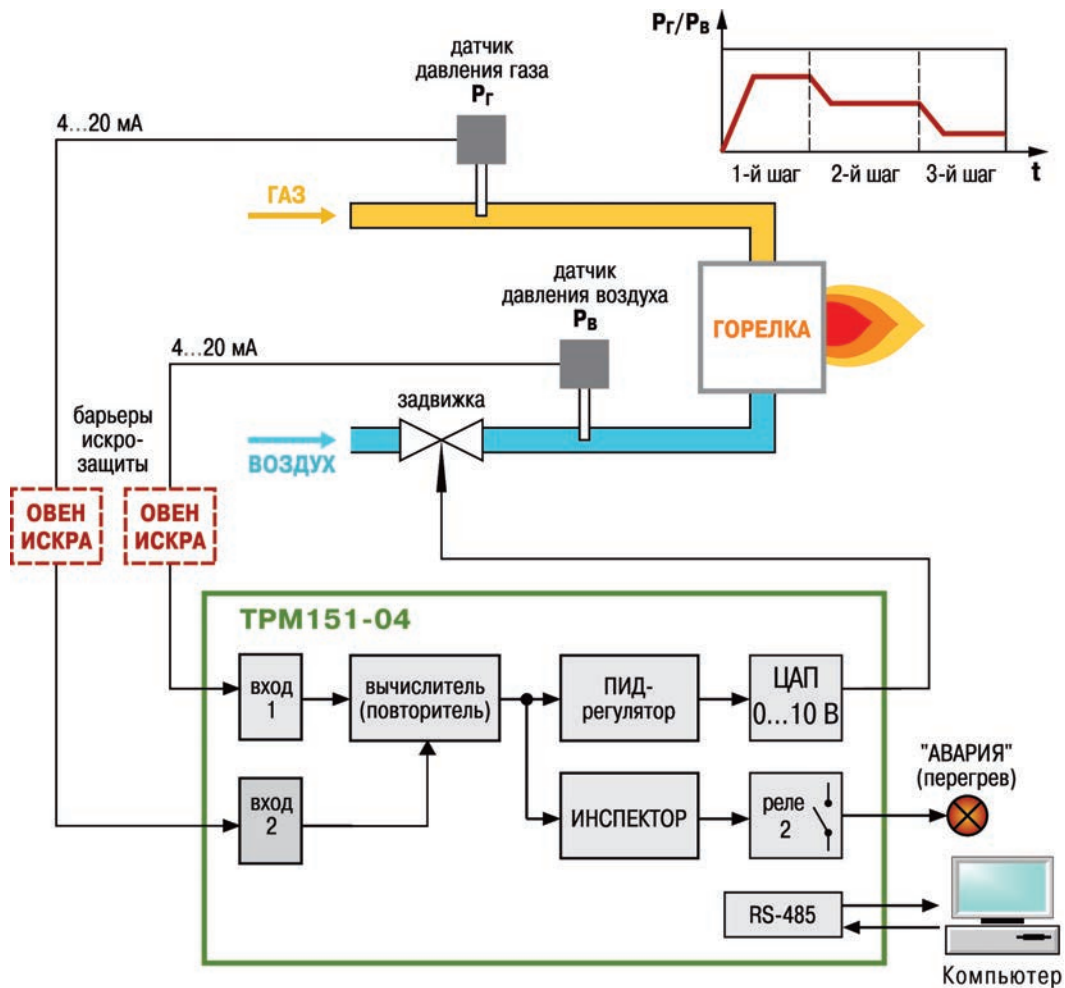 Pг/Pв
1-й шаг
2-й шаг
3-й шаг
t
датчик
давления газа
Pг
4...20 мА
ГАЗ
датчик
давления воздуха
Pв
ГОРЕЛКА
4...20 мА
задвижка
барьеры
искро-
защиты
ВОЗДУХ
ОВЕН
ИСКРА
ОВЕН
ИСКРА
ТРМ151-04
вход
1
вычислитель
(повторитель)
ПИД-
регулятор
ЦАП
0...10 В
"АВАРИЯ"
(перегрев)
вход
2
ИНСПЕКТОР
реле
2
RS-485
Компьютер